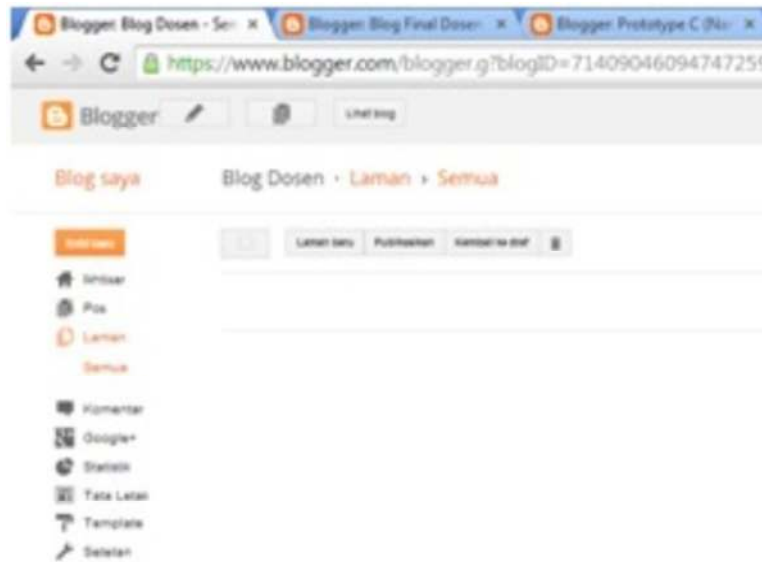 Blogger: Blog Dosen - Se
Blogger: Blog Final Dosen
Blogger: Prototype C (Na
https://www.blogger.com/blogger.g?blogID=7140904609474725
Blogger
Lihat blog
Blog saya
Blog Dosen › Laman › Semua
Laman baru
Publikasikan
Kembali ke draf
Ikhtisar
Pos
Laman
Semua
Komentar
Google+
Statistik
Tata Letak
Template
Setelan